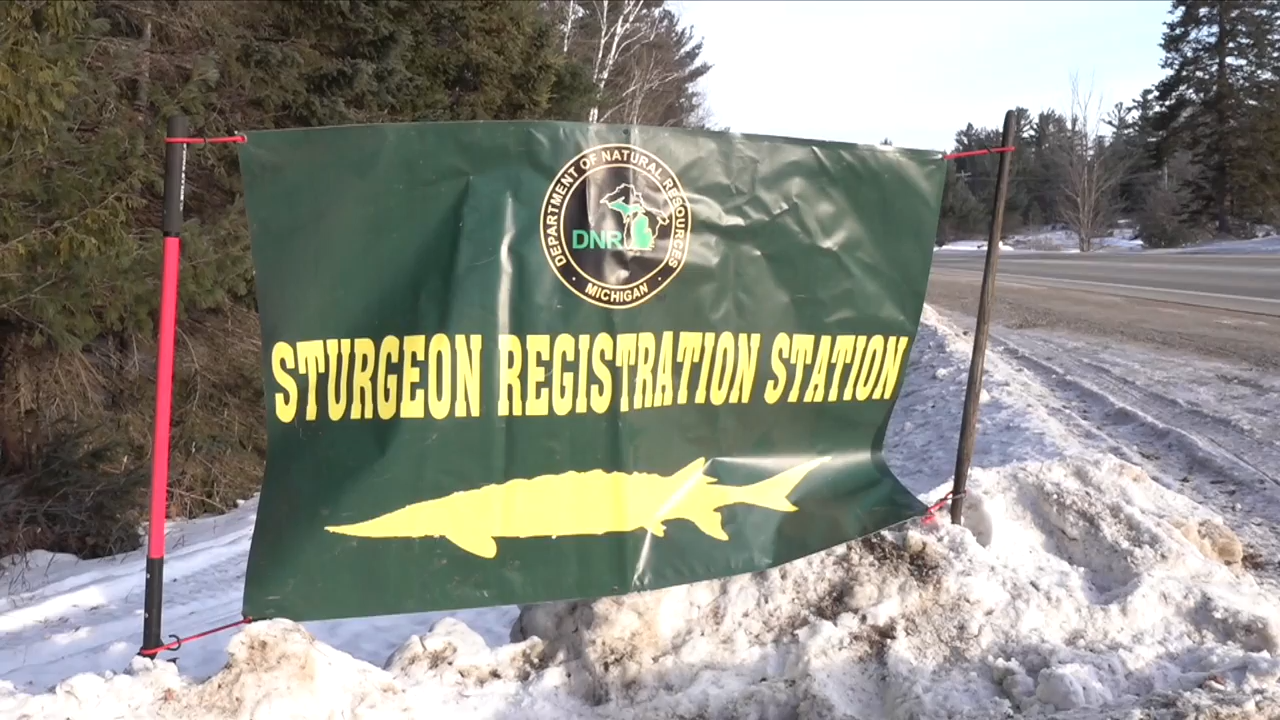 DEPARTMENT OF NATURAL RESOURCES
DNR
· MICHIGAN ·
STURGEON REGISTRATION STATION